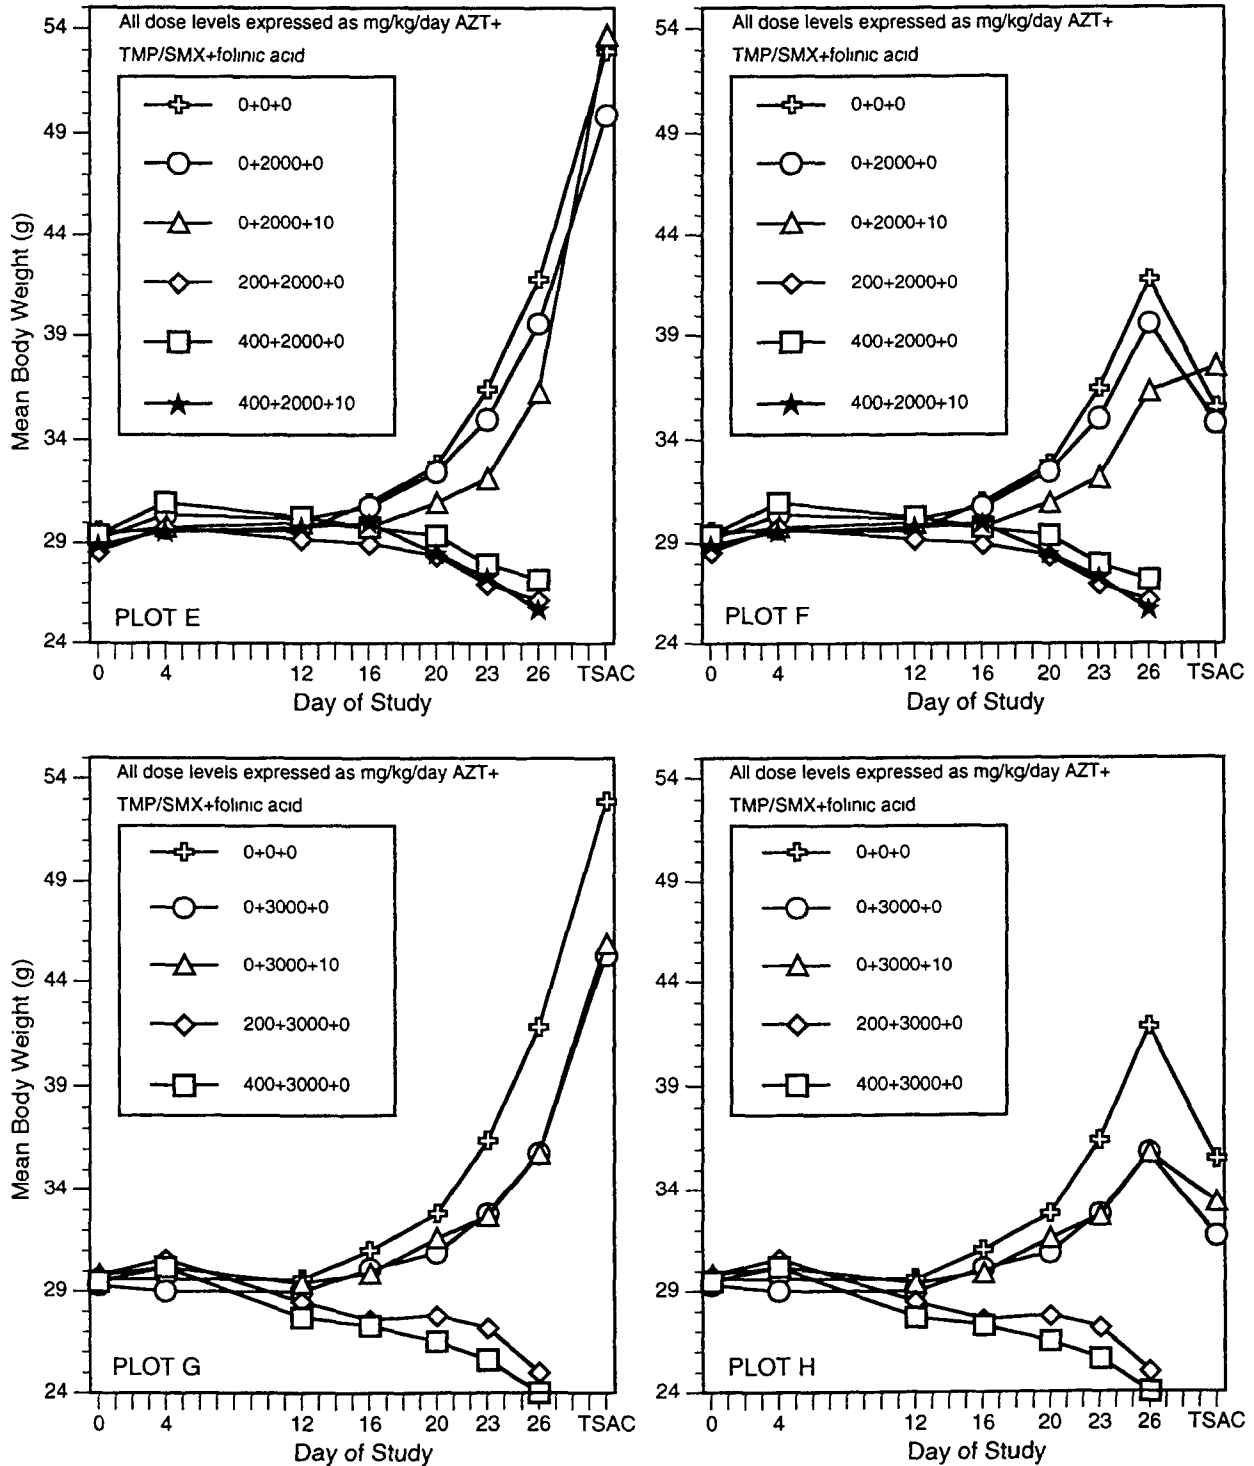 All dose levels expressed as mg/kg/day AZT+
TMP/SMX+folinic acid
0+0+0
0+2000+0
0+2000+10
200+2000+0
400+2000+0
400+2000+10
54
49
44
39
34
29
24
Mean Body Weight (g)
PLOT E
0 4 12 16 20 23 26 TSAC
Day of Study
All dose levels expressed as mg/kg/day AZT+
TMP/SMX+folinic acid
0+0+0
0+2000+0
0+2000+10
200+2000+0
400+2000+0
400+2000+10
54
49
44
39
34
29
24
PLOT F
0 4 12 16 20 23 26 TSAC
Day of Study
All dose levels expressed as mg/kg/day AZT+
TMP/SMX+folinic acid
0+0+0
0+3000+0
0+3000+10
200+3000+0
400+3000+0
54
49
44
39
34
29
24
Mean Body Weight (g)
PLOT G
0 4 12 16 20 23 26 TSAC
Day of Study
All dose levels expressed as mg/kg/day AZT+
TMP/SMX+folinic acid
0+0+0
0+3000+0
0+3000+10
200+3000+0
400+3000+0
54
49
44
39
34
29
24
PLOT H
0 4 12 16 20 23 26 TSAC
Day of Study